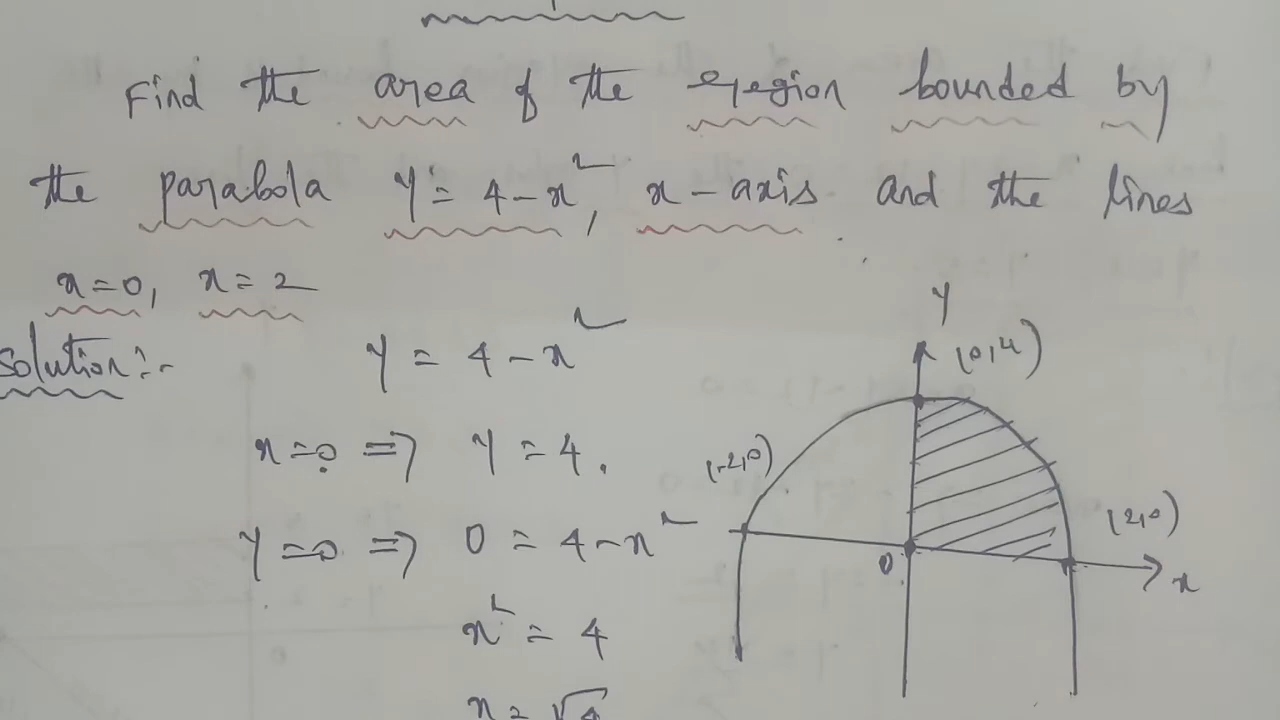 Find the area of the region bounded by
the parabola y = 4 - x², x - axis and the lines
x = 0, x = 2
Solution :-
y = 4 - x²
x = 0 ⇒ y = 4.
y = 0 ⇒ 0 = 4 - x²
x² = 4
x = √4
Y
(0,4)
(-2,0)
(2,0)
0
x